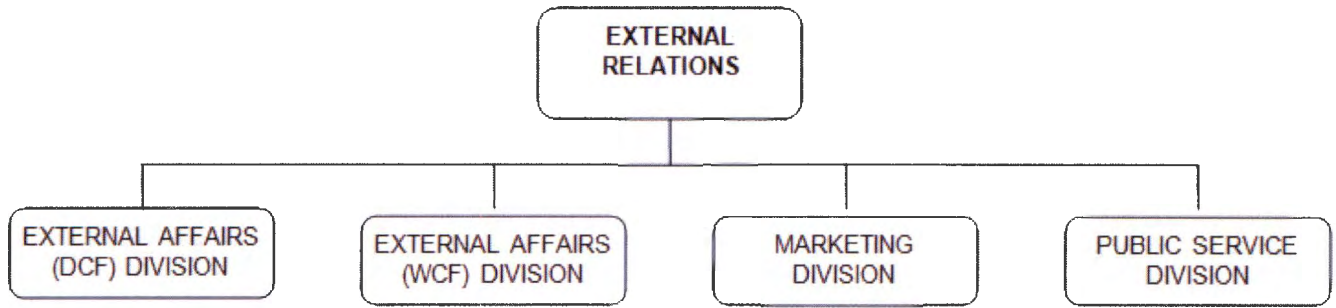 EXTERNAL
RELATIONS
EXTERNAL AFFAIRS
(DCF) DIVISION
EXTERNAL AFFAIRS
(WCF) DIVISION
MARKETING
DIVISION
PUBLIC SERVICE
DIVISION